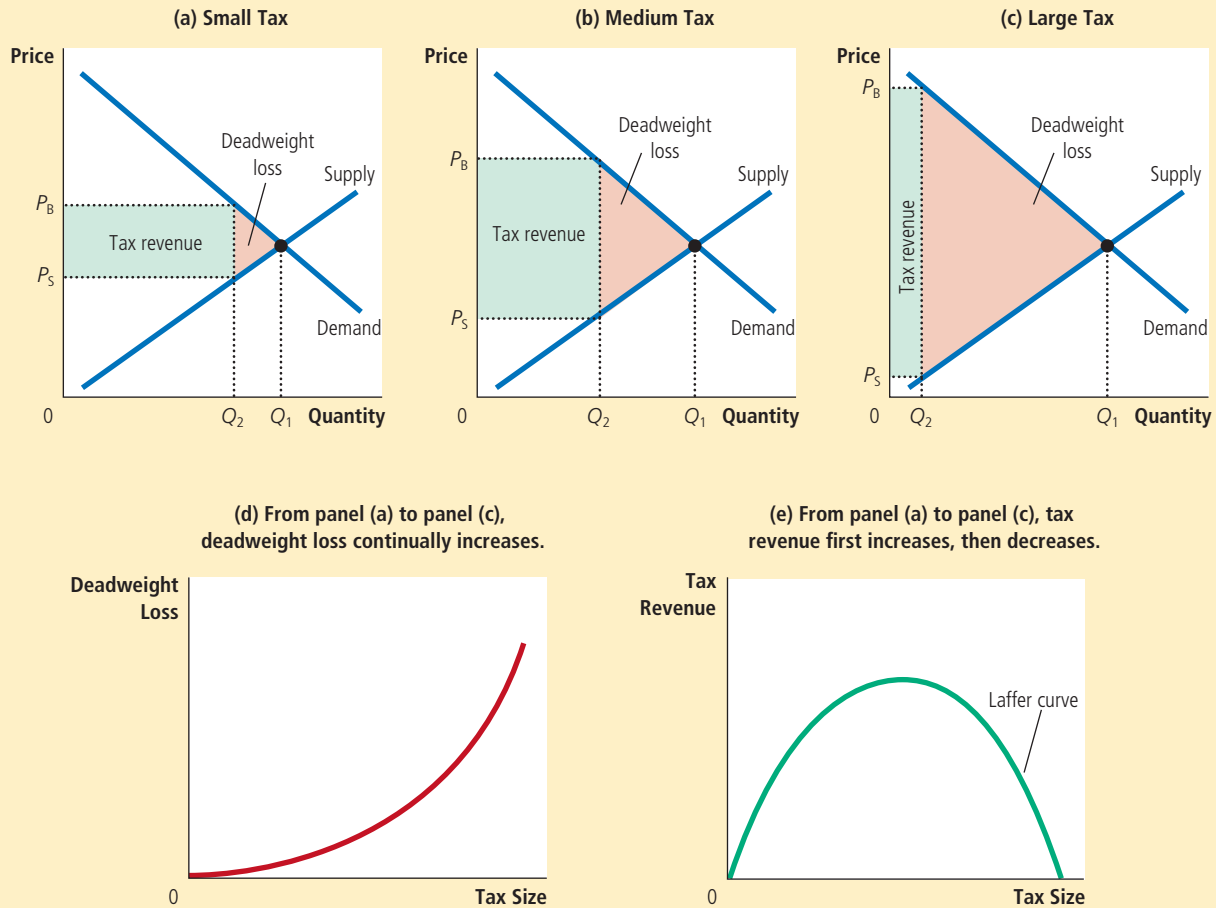 (a) Small Tax
Price
Deadweight
loss
Supply
P_B
Tax revenue
P_S
Demand
0
Q_2
Q_1
Quantity
(b) Medium Tax
Price
Deadweight
loss
P_B
Supply
Tax revenue
P_S
Demand
0
Q_2
Q_1
Quantity
(c) Large Tax
Price
P_B
Deadweight
loss
Supply
Tax revenue
Demand
P_S
0
Q_2
Q_1
Quantity
(d) From panel (a) to panel (c),
deadweight loss continually increases.
Deadweight
Loss
0
Tax Size
(e) From panel (a) to panel (c), tax
revenue first increases, then decreases.
Tax
Revenue
Laffer curve
0
Tax Size